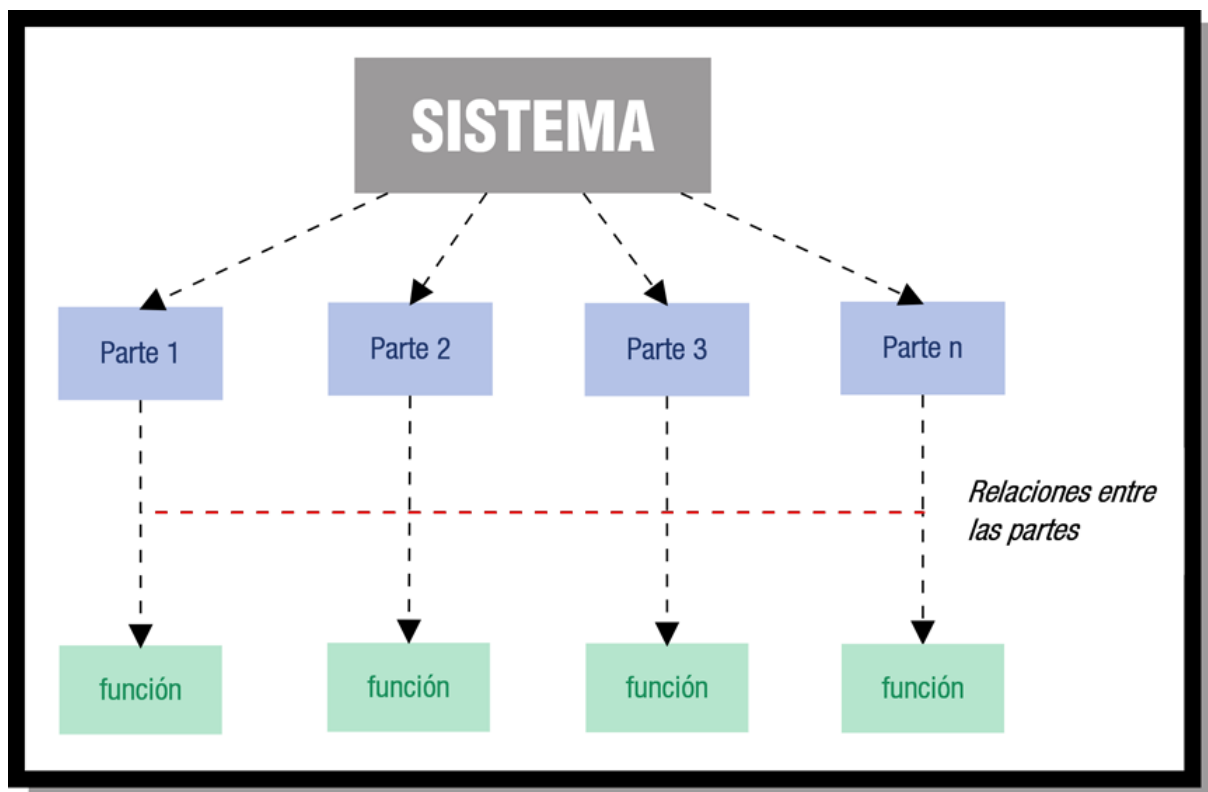 SISTEMA
Parte 1
Parte 2
Parte 3
Parte n
Relaciones entre
las partes
función
función
función
función